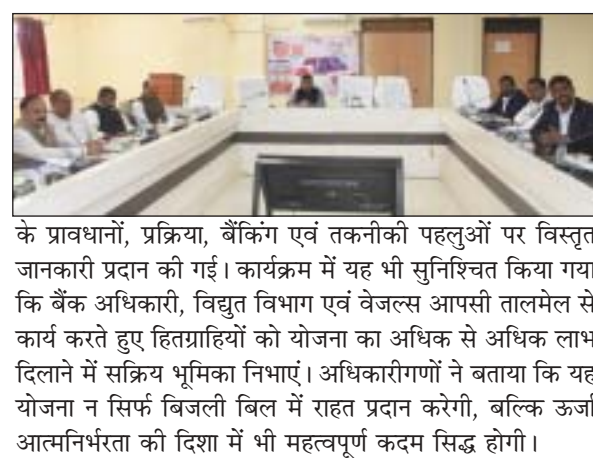 के प्रावधानों, प्रक्रिया, बैंकिंग एवं तकनीकी पहलुओं पर विस्तृत
जानकारी प्रदान की गई। कार्यक्रम में यह भी सुनिश्चित किया गया
कि बैंक अधिकारी, विद्युत विभाग एवं वेजल्स आपसी तालमेल से
कार्य करते हुए हितग्राहियों को योजना का अधिक से अधिक लाभ
दिलाने में सक्रिय भूमिका निभाएं। अधिकारीगणों ने बताया कि यह
योजना न सिर्फ बिजली बिल में राहत प्रदान करेगी, बल्कि ऊर्जा
आत्मनिर्भरता की दिशा में भी महत्वपूर्ण कदम सिद्ध होगी।